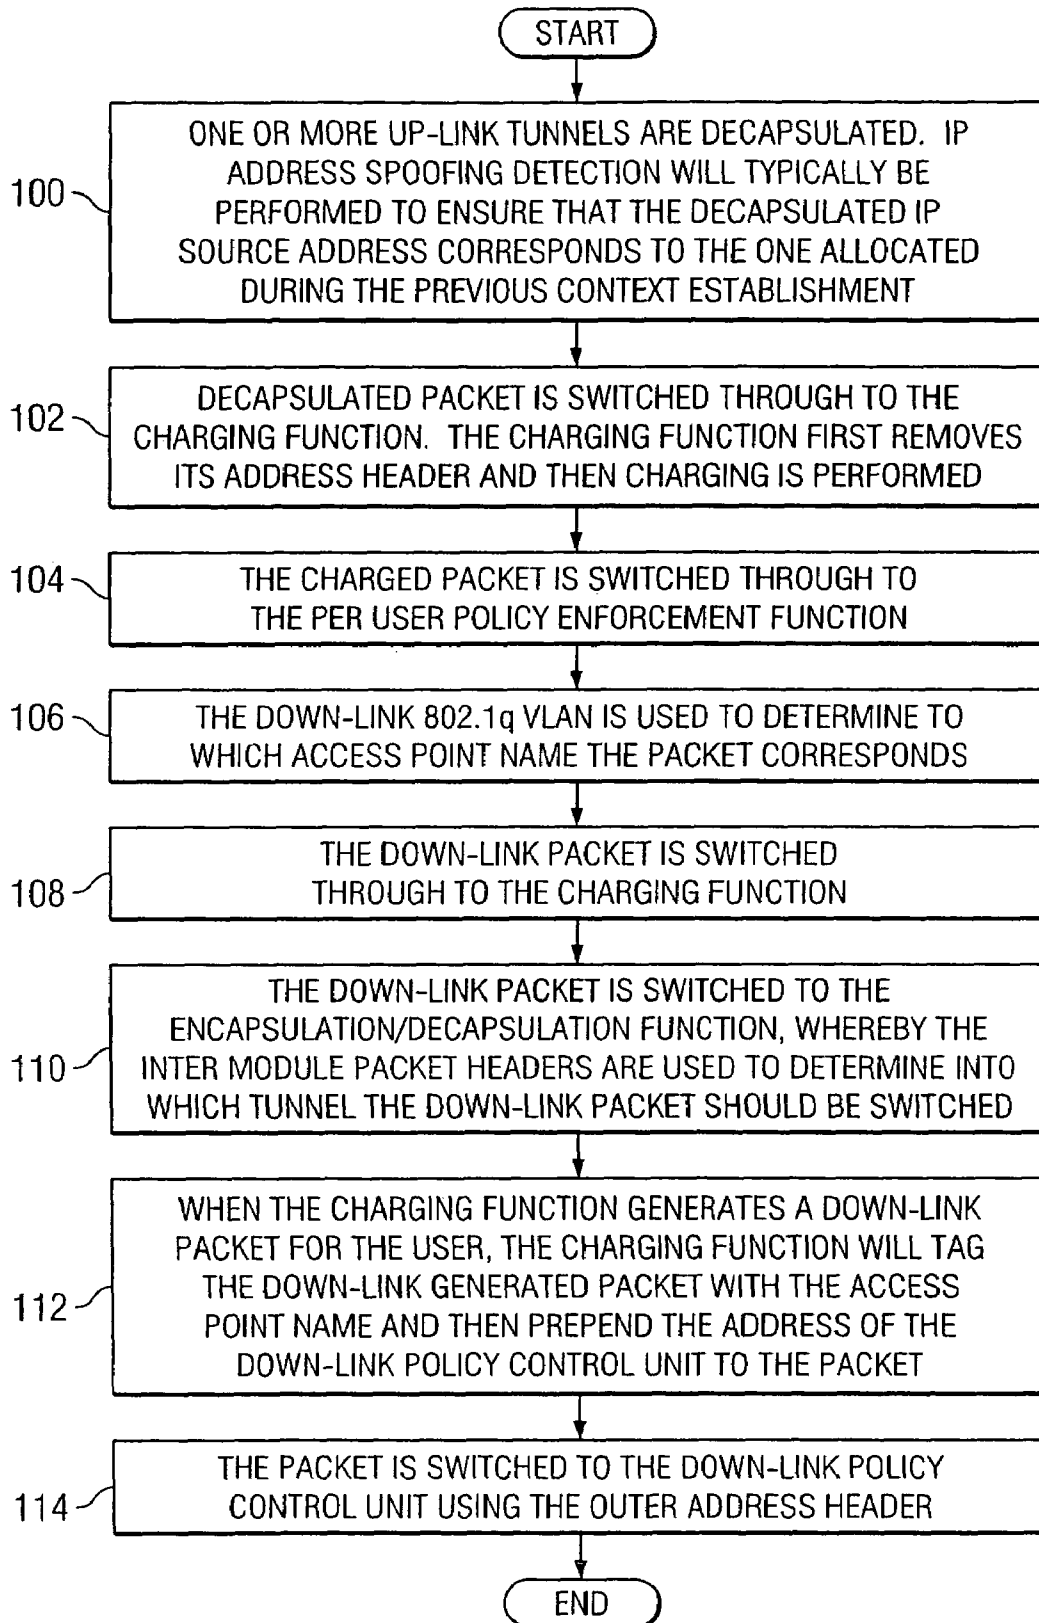 START
100
ONE OR MORE UP-LINK TUNNELS ARE DECAPSULATED. IP
ADDRESS SPOOFING DETECTION WILL TYPICALLY BE
PERFORMED TO ENSURE THAT THE DECAPSULATED IP
SOURCE ADDRESS CORRESPONDS TO THE ONE ALLOCATED
DURING THE PREVIOUS CONTEXT ESTABLISHMENT
102
DECAPSULATED PACKET IS SWITCHED THROUGH TO THE
CHARGING FUNCTION. THE CHARGING FUNCTION FIRST REMOVES
ITS ADDRESS HEADER AND THEN CHARGING IS PERFORMED
104
THE CHARGED PACKET IS SWITCHED THROUGH TO
THE PER USER POLICY ENFORCEMENT FUNCTION
106
THE DOWN-LINK 802.1q VLAN IS USED TO DETERMINE TO
WHICH ACCESS POINT NAME THE PACKET CORRESPONDS
108
THE DOWN-LINK PACKET IS SWITCHED
THROUGH TO THE CHARGING FUNCTION
110
THE DOWN-LINK PACKET IS SWITCHED TO THE
ENCAPSULATION/DECAPSULATION FUNCTION, WHEREBY THE
INTER MODULE PACKET HEADERS ARE USED TO DETERMINE INTO
WHICH TUNNEL THE DOWN-LINK PACKET SHOULD BE SWITCHED
112
WHEN THE CHARGING FUNCTION GENERATES A DOWN-LINK
PACKET FOR THE USER, THE CHARGING FUNCTION WILL TAG
THE DOWN-LINK GENERATED PACKET WITH THE ACCESS
POINT NAME AND THEN PREPEND THE ADDRESS OF THE
DOWN-LINK POLICY CONTROL UNIT TO THE PACKET
114
THE PACKET IS SWITCHED TO THE DOWN-LINK POLICY
CONTROL UNIT USING THE OUTER ADDRESS HEADER
END